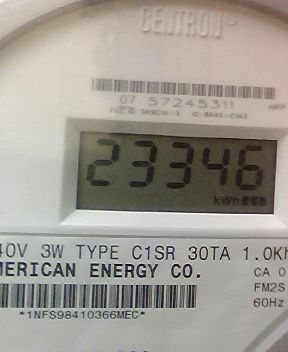 CENTRON
07 57245311
23346
kWh
40V 3W TYPE C1SR 30TA 1.0Kh
MERICAN ENERGY CO.
CA 0
FM2S
60Hz
*1NFS98410366MEC*